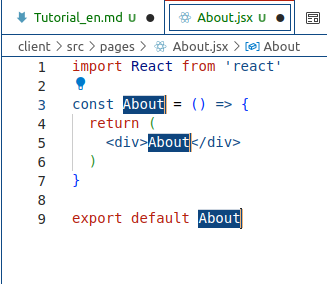 Tutorial_en.md U ●
About.jsx U ●
client > src > pages > About.jsx > About
1 import React from 'react'
2
3 const About = () => {
4   return (
5     <div>About</div>
6   )
7 }
8
9 export default About